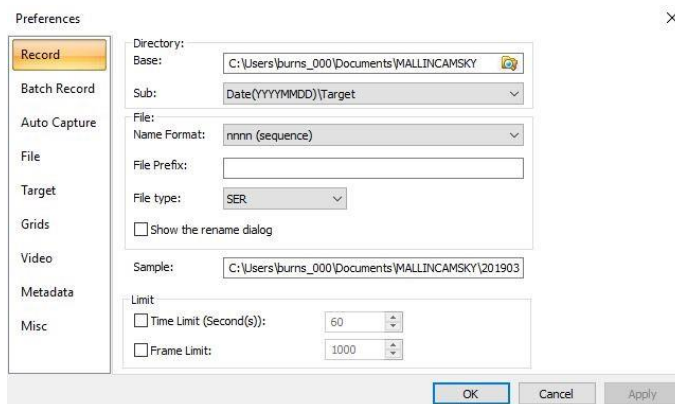 Preferences
Record
Batch Record
Auto Capture
File
Target
Grids
Video
Metadata
Misc
Directory:
Base: C:\Users\burns_000\Documents\MALLINCAMSKY
Sub: Date(YYYYMMDD)\Target
File:
Name Format: nnnn (sequence)
File Prefix:
File type: SER
Show the rename dialog
Sample: C:\Users\burns_000\Documents\MALLINCAMSKY\201903
Limit
Time Limit (Second(s)): 60
Frame Limit: 1000
OK Cancel Apply